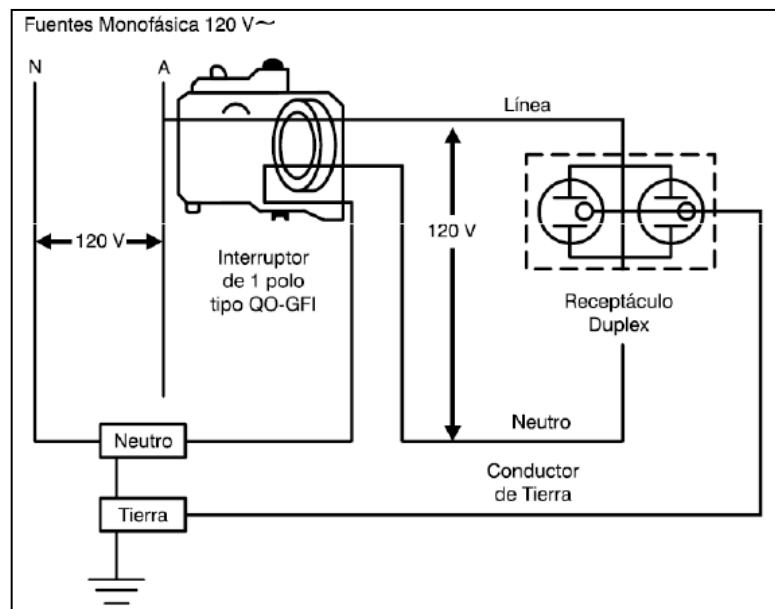 Fuentes Monofásica 120 V~
N
A
Línea
120 V
120 V
Interruptor
de 1 polo
tipo QO-GFI
Receptáculo
Duplex
Neutro
Neutro
Conductor
de Tierra
Tierra